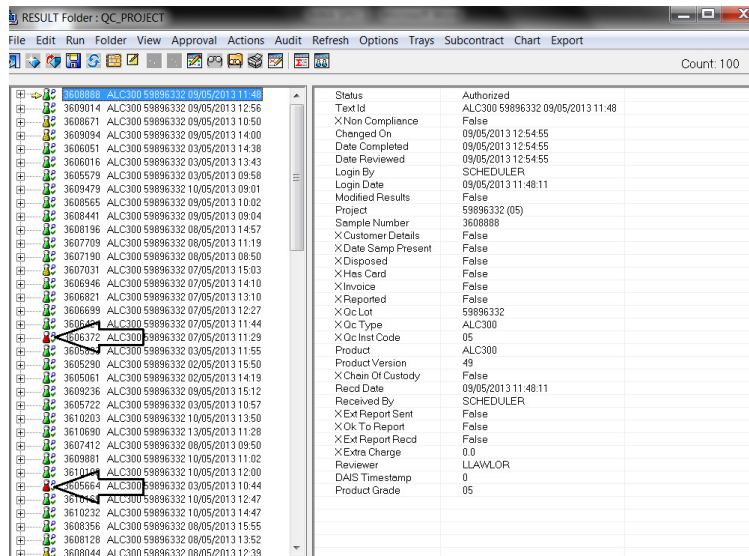 RESULT Folder : QC_PROJECT
File Edit Run Folder View Approval Actions Audit Refresh Options Trays Subcontract Chart Export
Count: 100
3608888 ALC300 59896332 09/05/2013 11:48
3609014 ALC300 59896332 09/05/2013 12:56
3608671 ALC300 59896332 09/05/2013 10:50
3609094 ALC300 59896332 09/05/2013 14:00
3606051 ALC300 59896332 03/05/2013 14:38
3606016 ALC300 59896332 03/05/2013 13:43
3605579 ALC300 59896332 03/05/2013 09:58
3609479 ALC300 59896332 10/05/2013 09:01
3608565 ALC300 59896332 09/05/2013 10:02
3608441 ALC300 59896332 09/05/2013 09:04
3608196 ALC300 59896332 08/05/2013 14:57
3607709 ALC300 59896332 08/05/2013 11:19
3607190 ALC300 59896332 08/05/2013 08:50
3607031 ALC300 59896332 07/05/2013 15:03
3606946 ALC300 59896332 07/05/2013 14:10
3606821 ALC300 59896332 07/05/2013 13:10
3606699 ALC300 59896332 07/05/2013 12:27
ALC300 59896332 07/05/2013 11:44
3606372 ALC300 59896332 07/05/2013 11:29
ALC300 59896332 03/05/2013 11:55
3605290 ALC300 59896332 02/05/2013 15:50
3605061 ALC300 59896332 02/05/2013 14:19
3609236 ALC300 59896332 09/05/2013 15:12
3605722 ALC300 59896332 03/05/2013 10:57
3610203 ALC300 59896332 10/05/2013 13:50
3610690 ALC300 59896332 13/05/2013 11:28
3607412 ALC300 59896332 08/05/2013 09:50
3609881 ALC300 59896332 10/05/2013 11:02
ALC300 59896332 10/05/2013 12:00
3605664 ALC300 59896332 03/05/2013 10:44
ALC300 59896332 10/05/2013 12:47
3610232 ALC300 59896332 10/05/2013 14:47
3608356 ALC300 59896332 08/05/2013 15:55
3608128 ALC300 59896332 08/05/2013 13:52
3608044 ALC300 59896332 08/05/2013 12:39
Status Authorized
Text Id ALC300 59896332 09/05/2013 11:48
X Non Compliance False
Changed On 09/05/2013 12:54:55
Date Completed 09/05/2013 12:54:55
Date Reviewed 09/05/2013 12:54:55
Login By SCHEDULER
Login Date 09/05/2013 11:48:11
Modified Results False
Project 59896332 (05)
Sample Number 3608888
X Customer Details False
X Date Samp Present False
X Disposed False
X Has Card False
X Invoice False
X Reported False
X Qc Lot 59896332
X Qc Type ALC300
X Qc Inst Code 05
Product ALC300
Product Version 49
X Chain Of Custody False
Recd Date 09/05/2013 11:48:11
Received By SCHEDULER
X Ext Report Sent False
X Ok To Report False
X Ext Report Recd False
X Extra Charge 0.0
Reviewer LLAWLOR
DAIS Timestamp 0
Product Grade 05